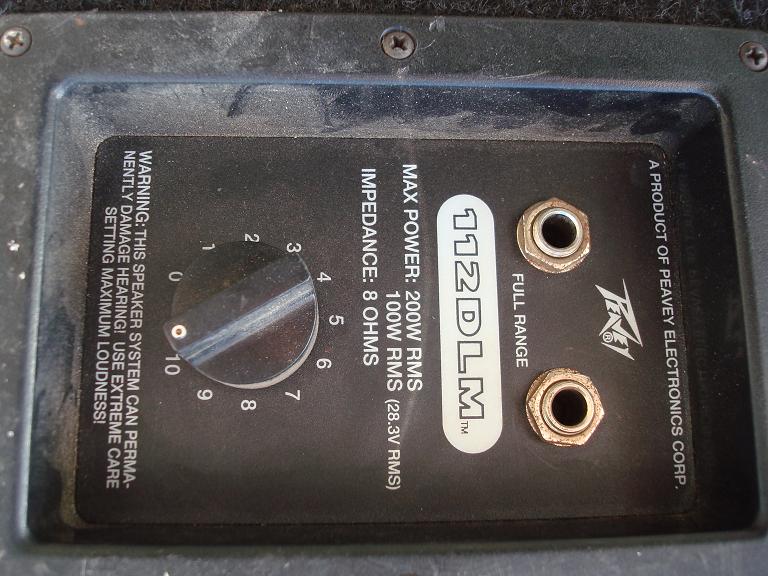 A PRODUCT OF PEAVEY ELECTRONICS CORP.
PEAVEY®
FULL RANGE
112DLM™
MAX POWER: 200W RMS
100W RMS (28.3V RMS)
IMPEDANCE: 8 OHMS
0
1
2
3
4
5
6
7
8
9
10
WARNING:THIS SPEAKER SYSTEM CAN PERMA-
NENTLY DAMAGE HEARING! USE EXTREME CARE
SETTING MAXIMUM LOUDNESS!